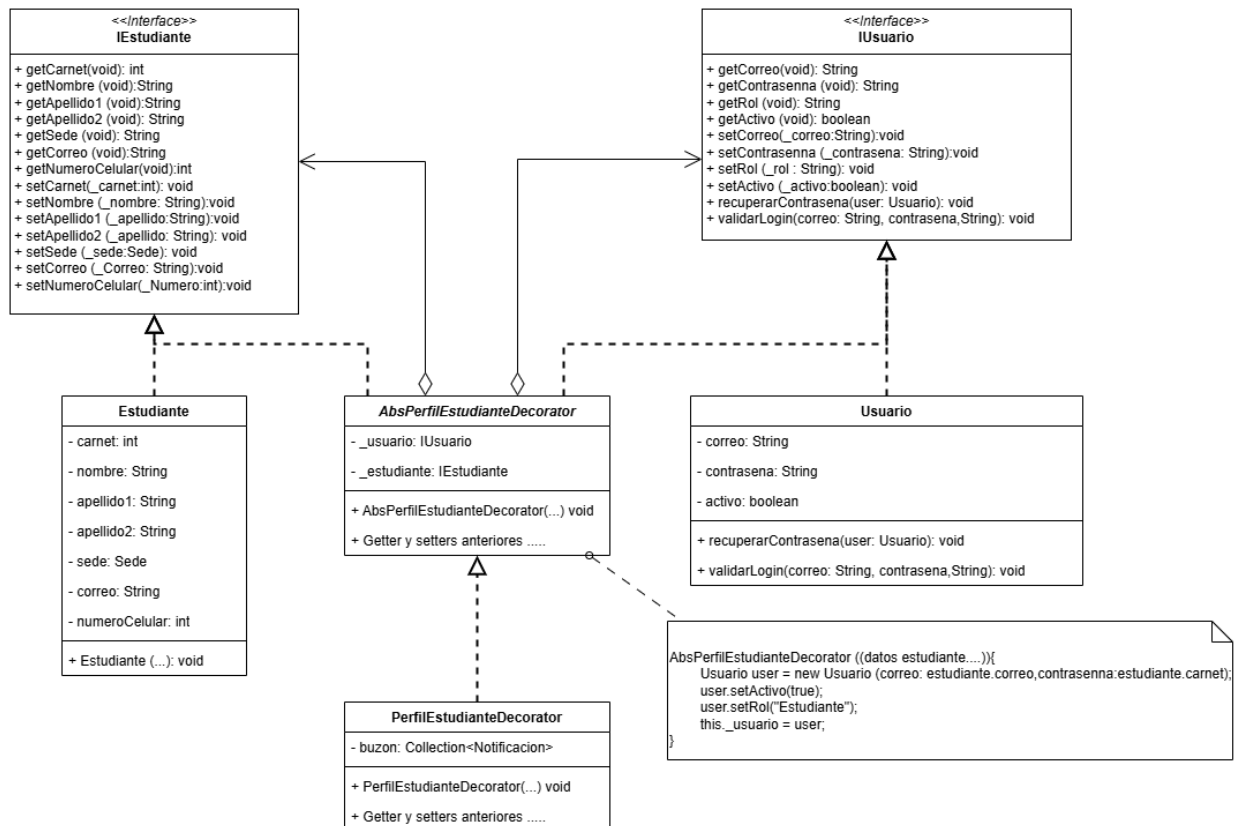 <<Interface>>
IEstudiante
+ getCarnet(void): int
+ getNombre (void):String
+ getApellido1 (void):String
+ getApellido2 (void): String
+ getSede (void): String
+ getCorreo (void):String
+ getNumeroCelular(void):int
+ setCarnet(_carnet:int): void
+ setNombre (_nombre: String):void
+ setApellido1 (_apellido:String):void
+ setApellido2 (_apellido: String): void
+ setSede (_sede:Sede): void
+ setCorreo (_Correo: String):void
+ setNumeroCelular(_Numero:int):void
<<Interface>>
IUsuario
+ getCorreo(void): String
+ getContrasenna (void): String
+ getRol (void): String
+ getActivo (void): boolean
+ setCorreo(_correo:String):void
+ setContrasenna (_contrasena: String):void
+ setRol (_rol : String): void
+ setActivo (_activo:boolean): void
+ recuperarContrasena(user: Usuario): void
+ validarLogin(correo: String, contrasena,String): void
Estudiante
- carnet: int
- nombre: String
- apellido1: String
- apellido2: String
- sede: Sede
- correo: String
- numeroCelular: int
+ Estudiante (...): void
AbsPerfilEstudianteDecorator
- _usuario: IUsuario
- _estudiante: IEstudiante
+ AbsPerfilEstudianteDecorator(...) void
+ Getter y setters anteriores .....
Usuario
- correo: String
- contrasena: String
- activo: boolean
+ recuperarContrasena(user: Usuario): void
+ validarLogin(correo: String, contrasena,String): void
AbsPerfilEstudianteDecorator ((datos estudiante....)){
Usuario user = new Usuario (correo: estudiante.correo,contrasenna:estudiante.carnet);
user.setActivo(true);
user.setRol("Estudiante");
this._usuario = user;
}
PerfilEstudianteDecorator
- buzon: Collection<Notificacion>
+ PerfilEstudianteDecorator(...) void
+ Getter y setters anteriores .....